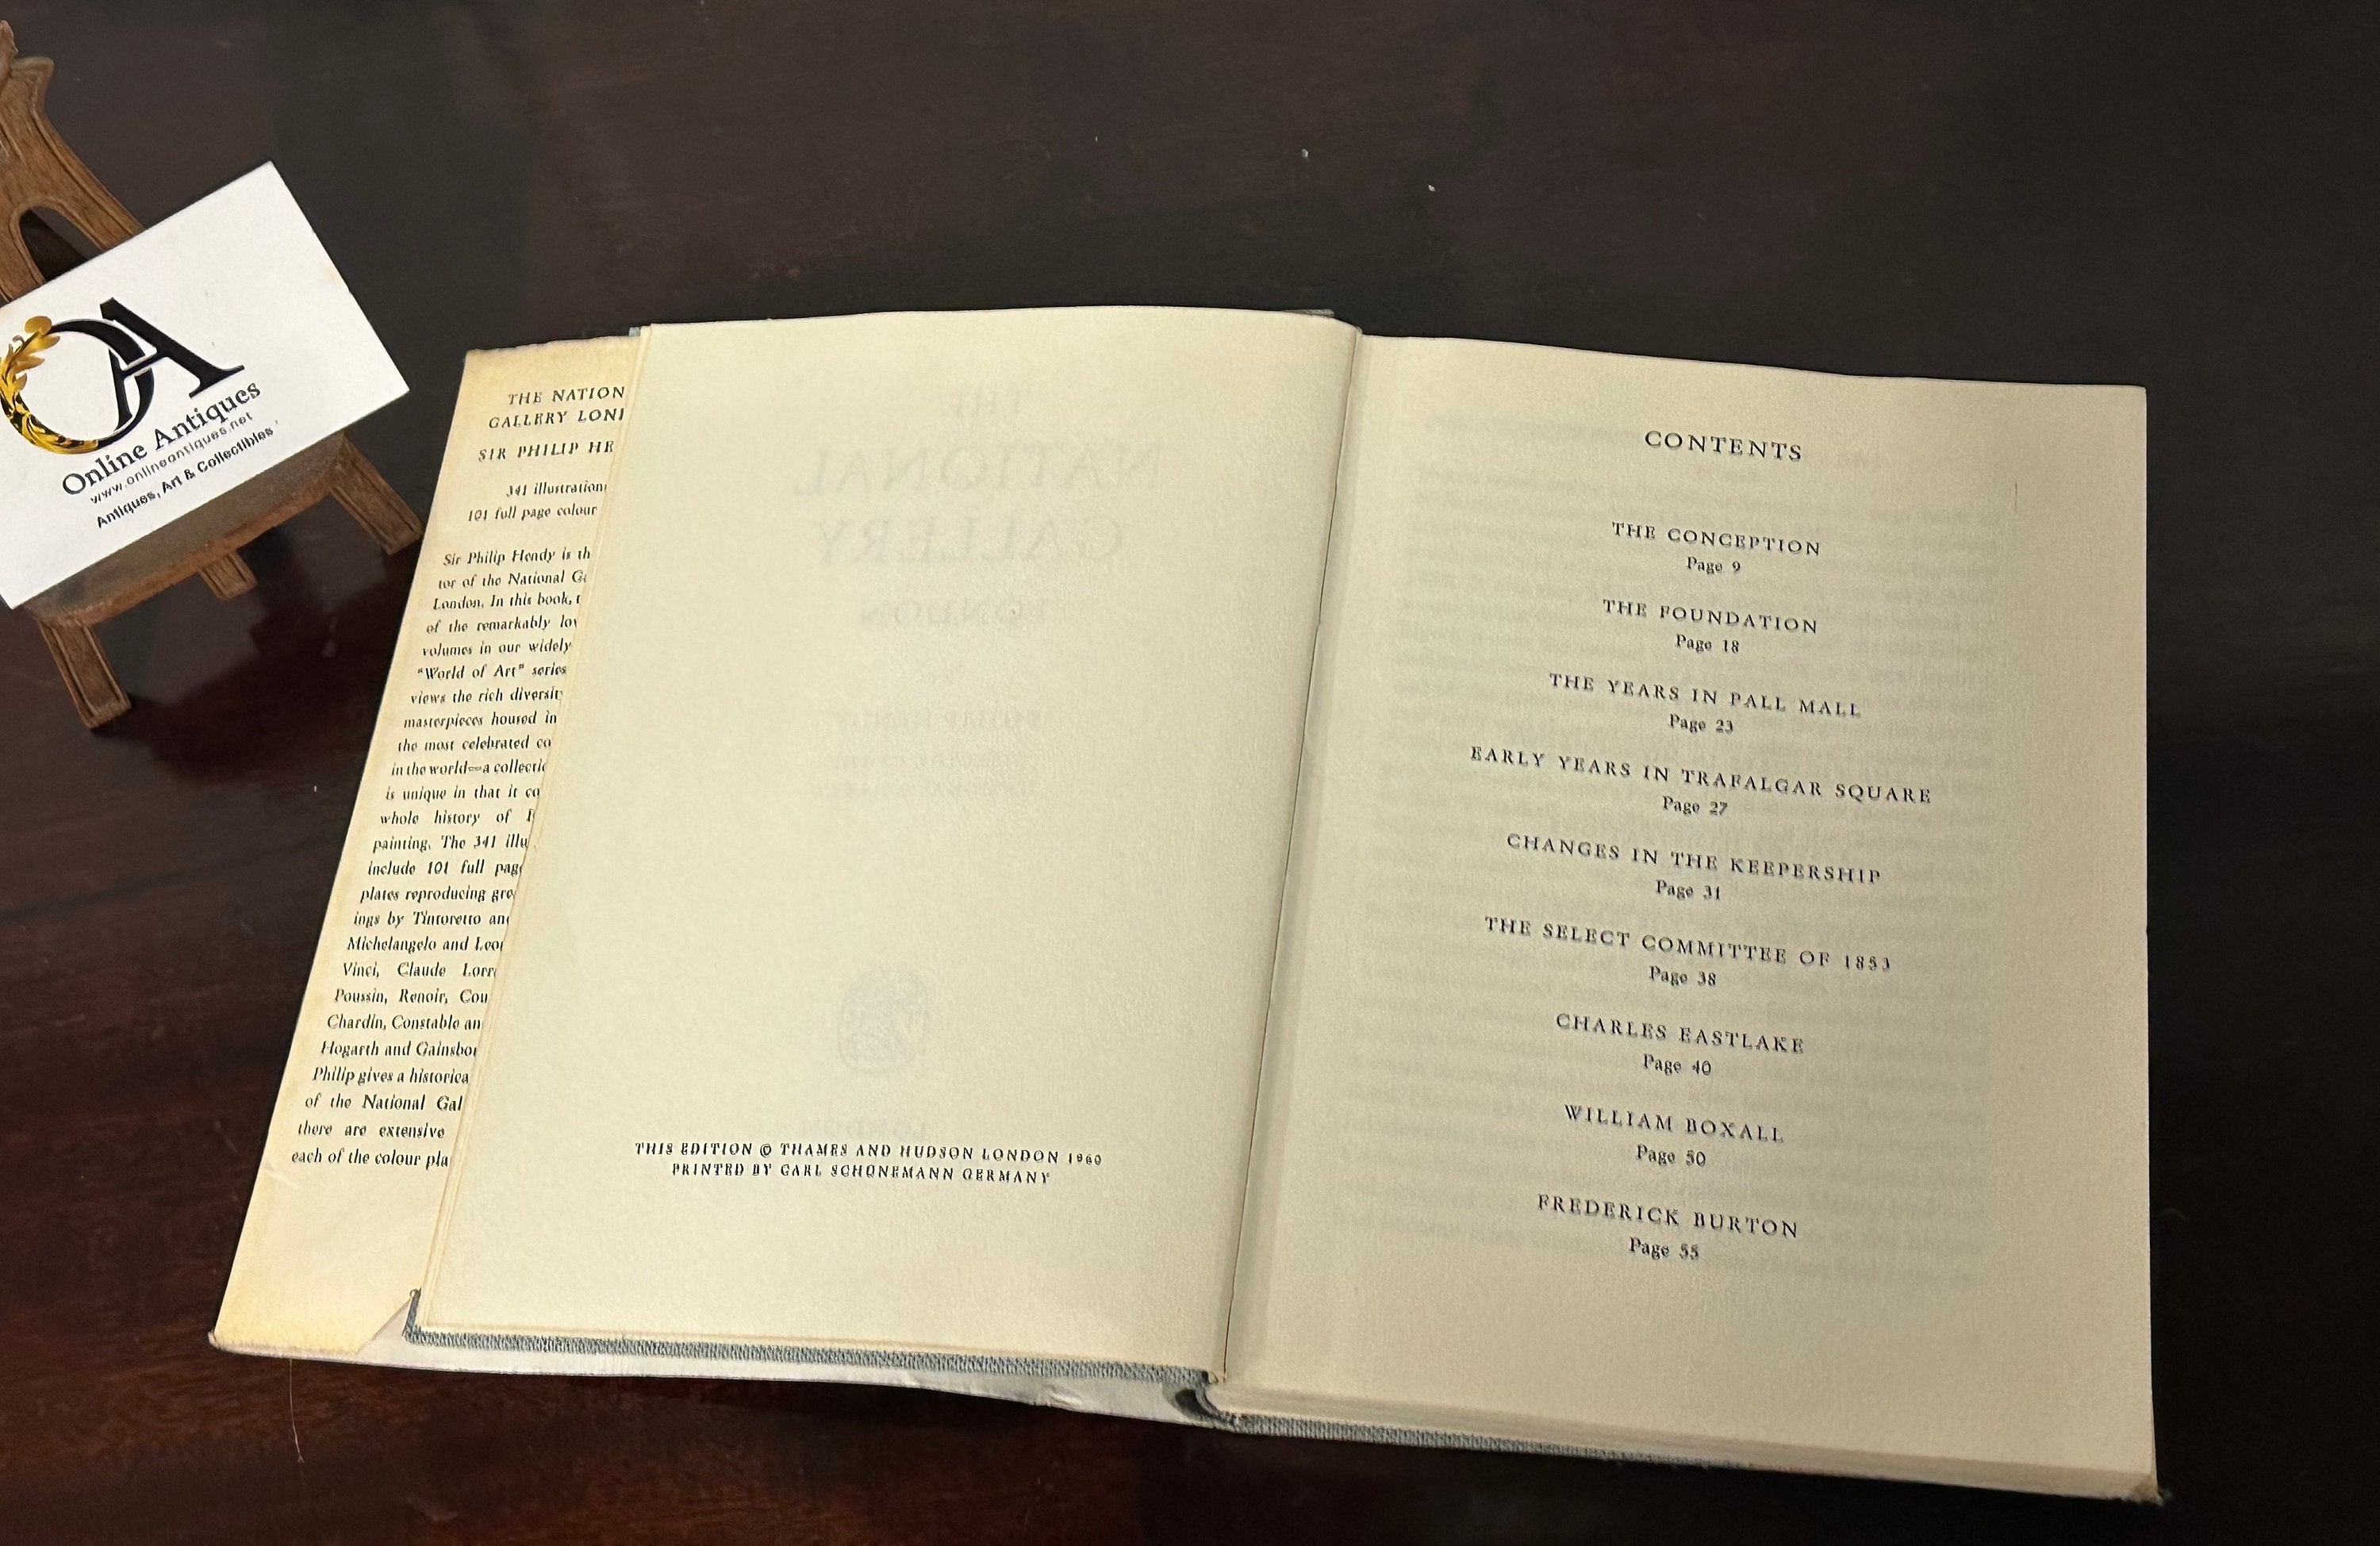 OA
Online Antiques
www.onlineantiques.net
Antiques, Art & Collectibles
THE NATION
GALLERY LON
SIR PHILIP HE
341 illustration
101 full page colour
Sir Philip Hendy is th
tor of the National G
London. In this book,
of the remarkably lo
volumes in our widely
"World of Art" series
views the rich diversit
masterpieces housed in
the most celebrated co
in the world—a collectio
is unique in that it co
whole history of
painting. The 341 illu
include 101 full pag
plates reproducing gre
ings by Tintoretto an
Michelangelo and Leo
Vinci, Claude Lorr
Poussin, Renoir, Cou
Chardin, Constable an
Hogarth and Gainsbo
Philip gives a historica
of the National Gal
there are extensive
each of the colour pla
THIS EDITION © THAMES AND HUDSON LONDON 1960
PRINTED BY CARL SCHÜNEMANN GERMANY
CONTENTS
THE CONCEPTION
Page 9
THE FOUNDATION
Page 18
THE YEARS IN PALL MALL
Page 23
EARLY YEARS IN TRAFALGAR SQUARE
Page 27
CHANGES IN THE KEEPERSHIP
Page 31
THE SELECT COMMITTEE OF 1853
Page 38
CHARLES EASTLAKE
Page 40
WILLIAM BOXALL
Page 50
FREDERICK BURTON
Page 55